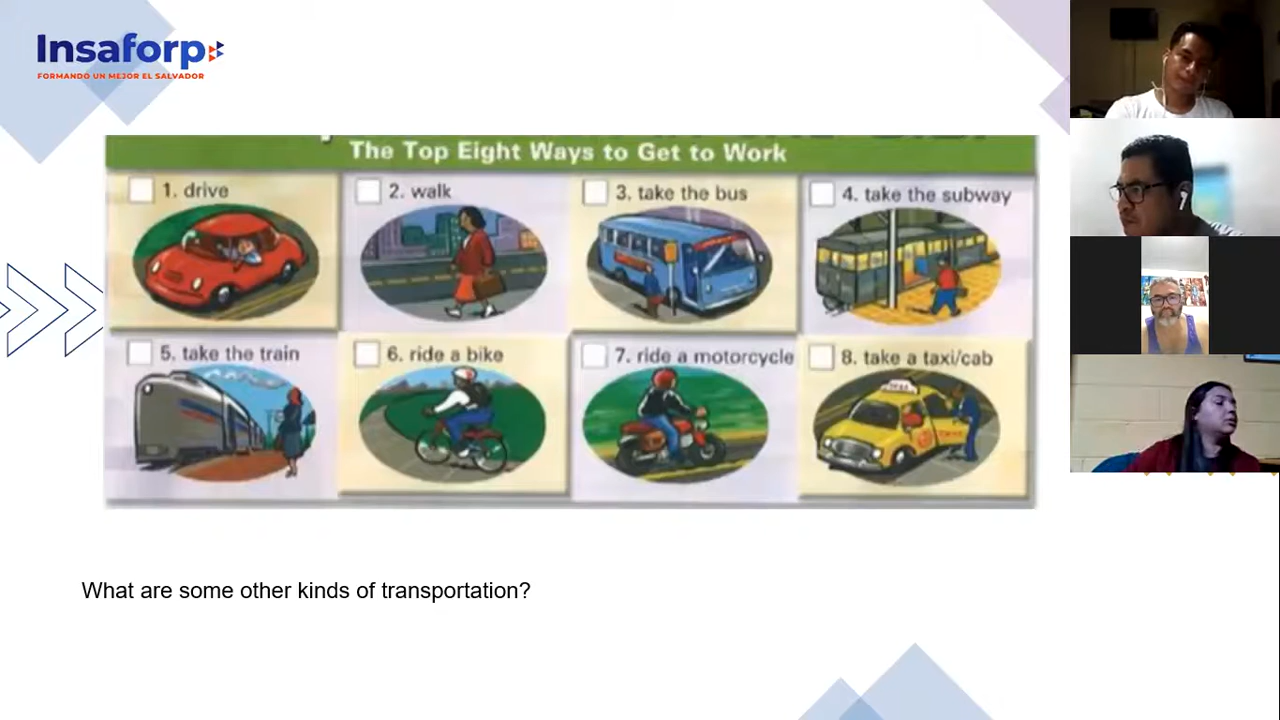 Insaforp
FORMANDO UN MEJOR EL SALVADOR
The Top Eight Ways to Get to Work
1. drive
2. walk
3. take the bus
4. take the subway
5. take the train
6. ride a bike
7. ride a motorcycle
8. take a taxi/cab
What are some other kinds of transportation?